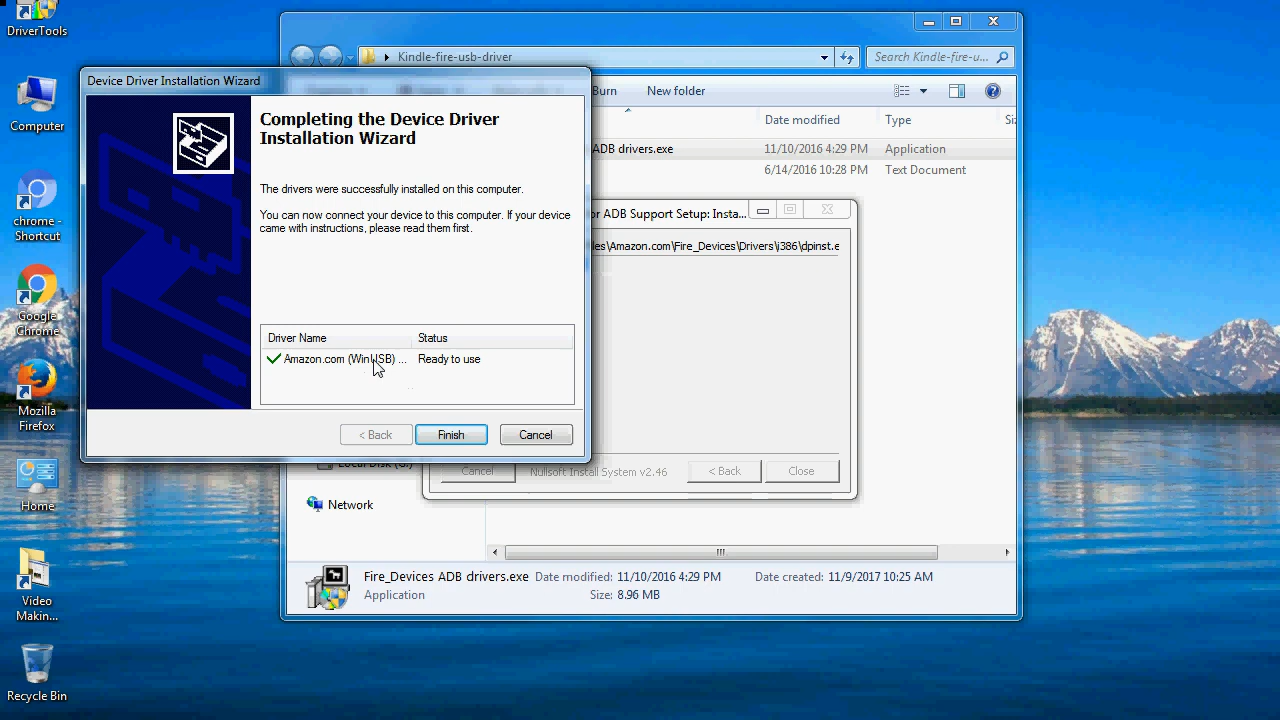 DriverTools
Computer
chrome -
Shortcut
Google
Chrome
Mozilla
Firefox
Home
Video
Makin...
Recycle Bin
Kindle-fire-usb-driver
Search Kindle-fire-u...
Burn
New folder
Date modified
Type
Si
ADB drivers.exe
11/10/2016 4:29 PM
Application
6/14/2016 10:28 PM
Text Document
Device Driver Installation Wizard
Completing the Device Driver
Installation Wizard
The drivers were successfully installed on this computer.
You can now connect your device to this computer. If your device
came with instructions, please read them first.
Driver Name
Status
Amazon.com (WinUSB) ...
Ready to use
< Back
Finish
Cancel
or ADB Support Setup: Insta...
les\Amazon.com\Fire_Devices\Drivers\i386\dpinst.e
Cancel
Nullsoft Install System v2.46
< Back
Close
Network
Fire_Devices ADB drivers.exe
Date modified: 11/10/2016 4:29 PM
Date created: 11/9/2017 10:25 AM
Application
Size: 8.96 MB